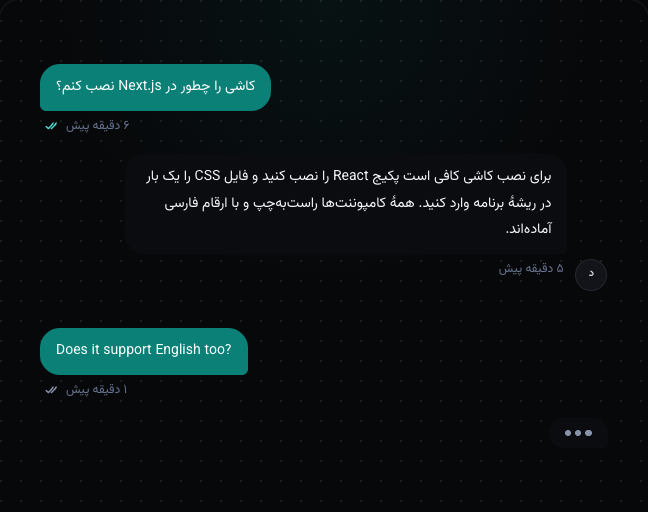 کاشی را چطور در Next.js نصب کنم؟
۶ دقیقه پیش
برای نصب کاشی کافی است پکیج React را نصب کنید و فایل CSS را یک بار
در ریشهٔ برنامه وارد کنید. همهٔ کامپوننت‌ها راست‌به‌چپ و با ارقام فارسی
آماده‌اند.
د
۵ دقیقه پیش
Does it support English too?
۱ دقیقه پیش